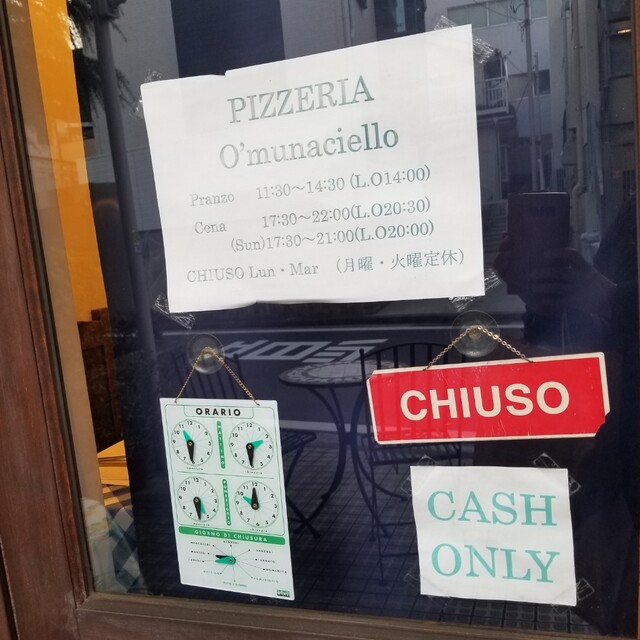 PIZZERIA
O'munaciello
Pranzo 11:30~14:30 (L.O14:00)
Cena 17:30~22:00(L.O20:30)
(Sun)17:30~21:00(L.O20:00)
CHIUSO Lun・Mar (月曜・火曜定休)
CHIUSO
ORARIO
GIORNO DI CHIUSURA
CASH
ONLY